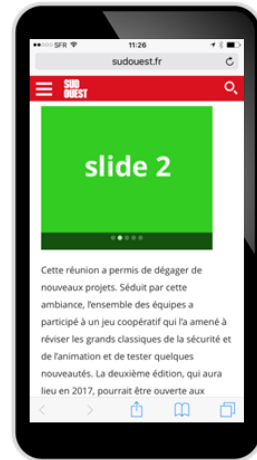 SFR 11:26
sudouest.fr
SUD
OUEST
slide 2
Cette réunion a permis de dégager de
nouveaux projets. Séduit par cette
ambiance, l'ensemble des équipes a
participé à un jeu coopératif qui l'a amené à
réviser les grands classiques de la sécurité et
de l'animation et de tester quelques
nouveautés. La deuxième édition, qui aura
lieu en 2017, pourrait être ouverte aux